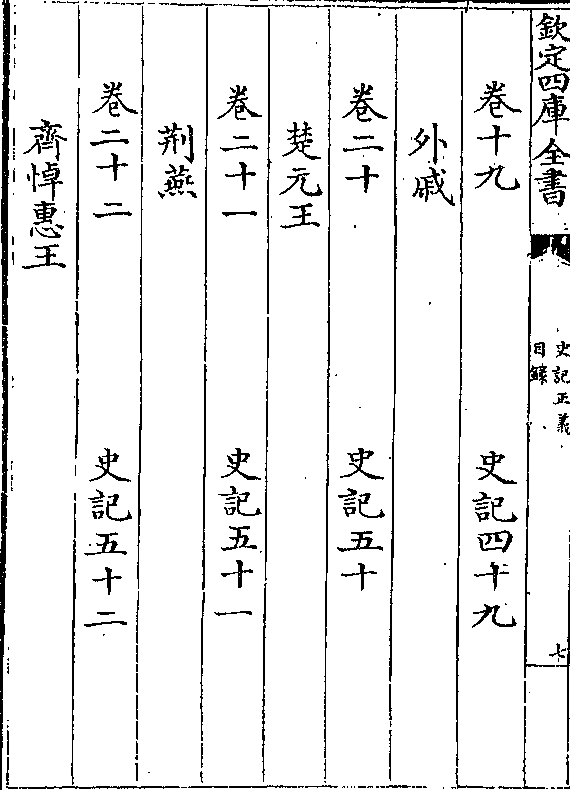 欽定四庫全書
史記正義
目錄
七
卷十九 史記四十九
外戚
卷二十 史記五十
楚元王
卷二十一 史記五十一
荆燕
卷二十二 史記五十二
齊悼惠王